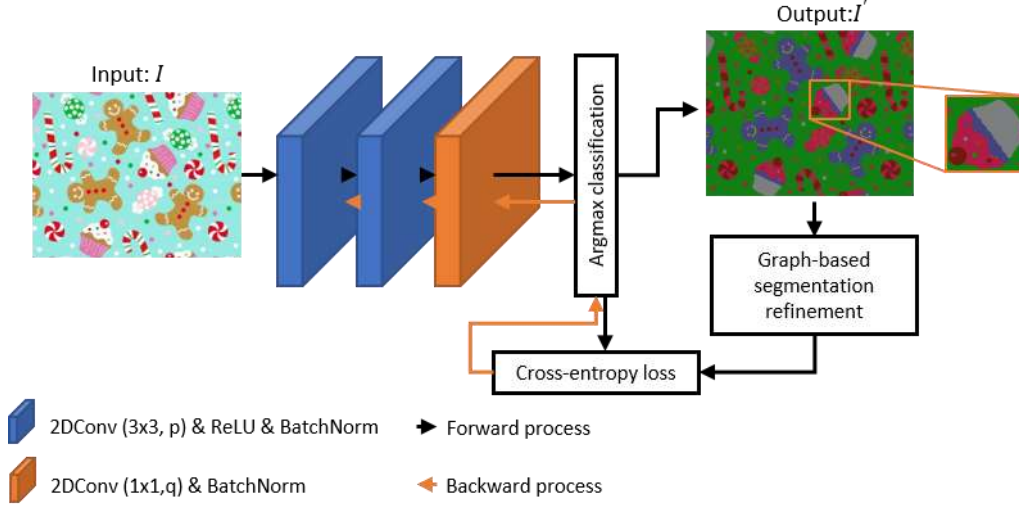 Input: I
Output:I′
Argmax classification
Graph-based
segmentation
refinement
Cross-entropy loss
2DConv (3x3, p) & ReLU & BatchNorm
Forward process
2DConv (1x1,q) & BatchNorm
Backward process